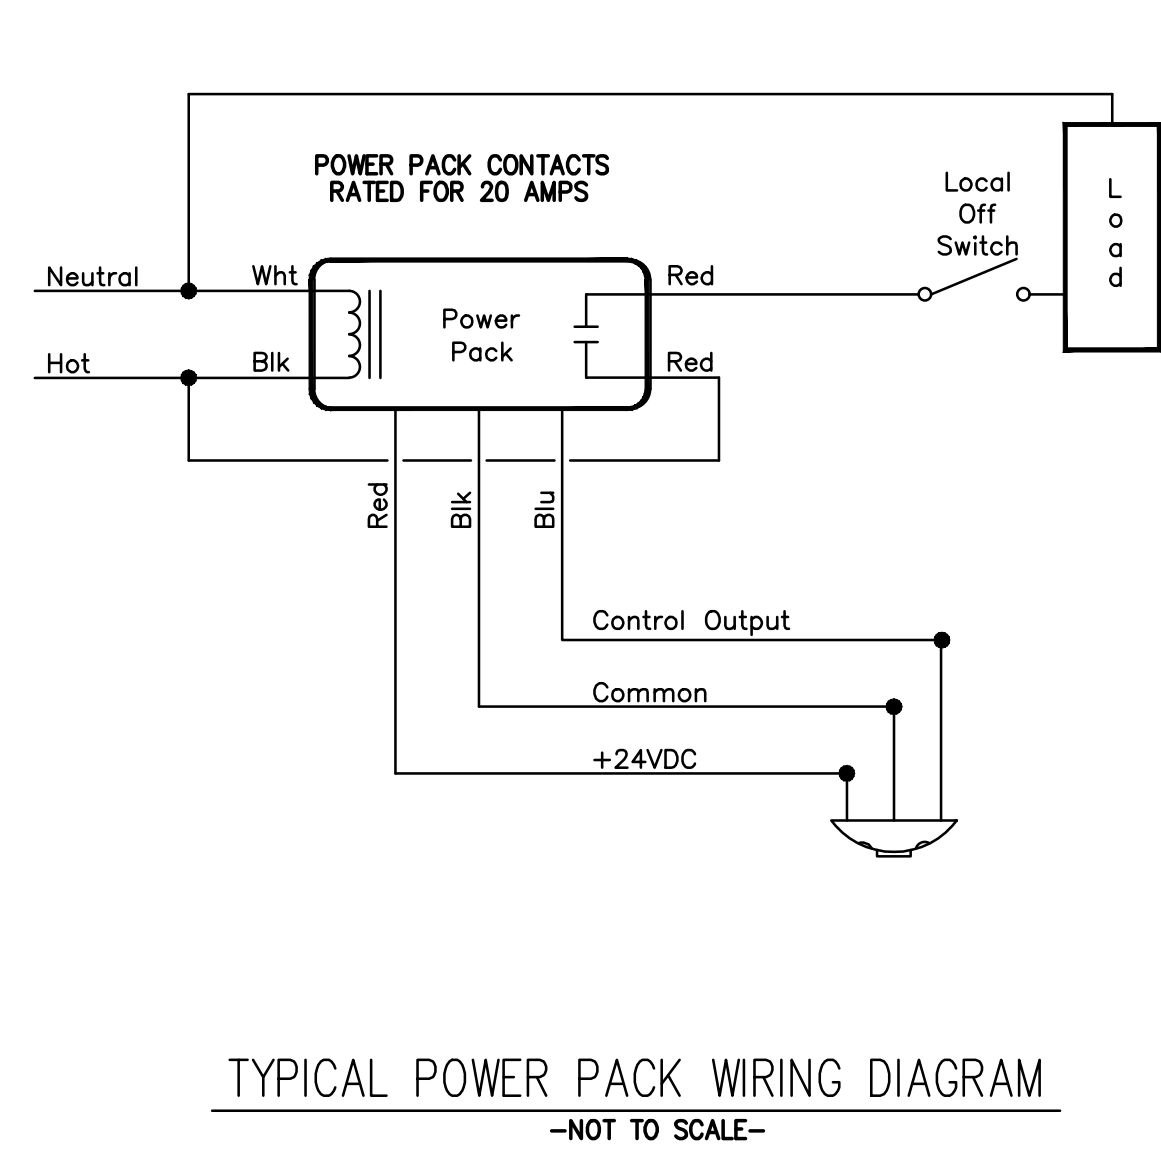 POWER PACK CONTACTS
RATED FOR 20 AMPS
Local
Off
Switch
Load
Neutral
Wht
Red
Power
Pack
Hot
Blk
Red
Red
Blk
Blu
Control Output
Common
+24VDC
TYPICAL POWER PACK WIRING DIAGRAM
-NOT TO SCALE-